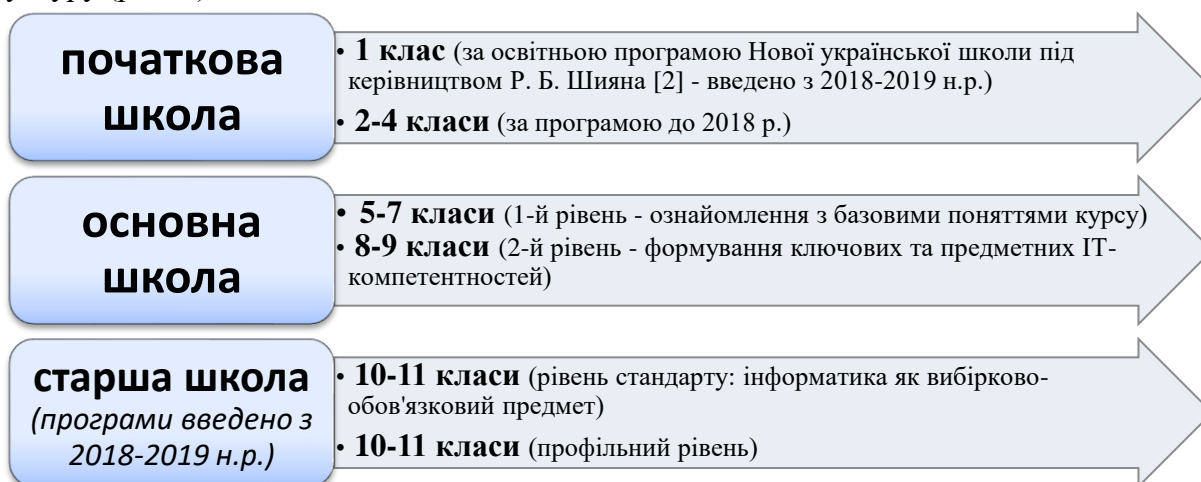 початкова
школа
• 1 клас (за освітньою програмою Нової української школи під
керівництвом Р. Б. Шияна [2] - введено з 2018-2019 н.р.)
• 2-4 класи (за програмою до 2018 р.)
основна
школа
• 5-7 класи (1-й рівень - ознайомлення з базовими поняттями курсу)
• 8-9 класи (2-й рівень - формування ключових та предметних ІТ-
компетентностей)
старша школа
(програми введено з
2018-2019 н.р.)
• 10-11 класи (рівень стандарту: інформатика як вибірково-
обов'язковий предмет)
• 10-11 класи (профільний рівень)